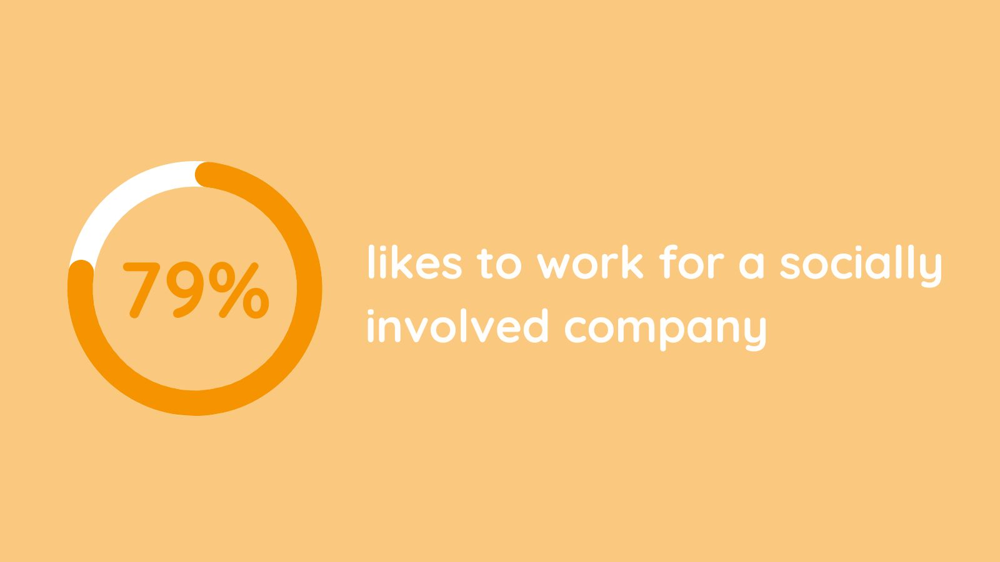 79%
likes to work for a socially
involved company